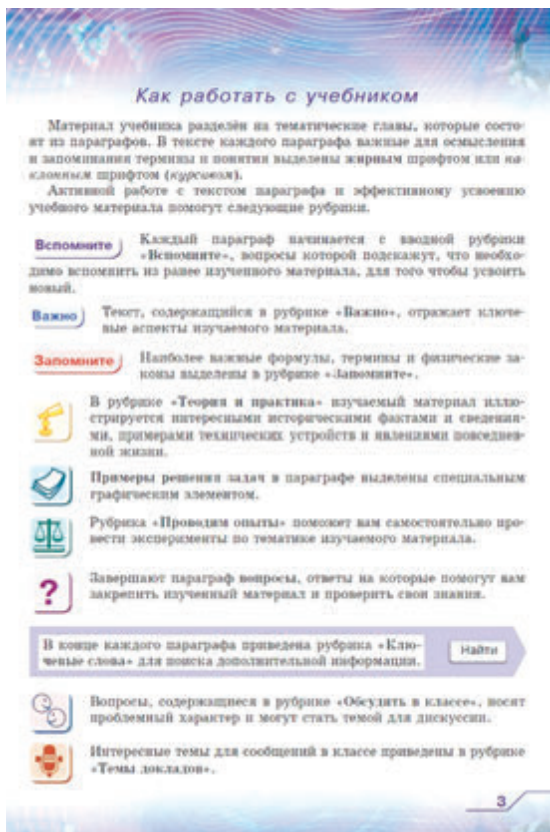 Как работать с учебником
Материал учебника разделён на тематические главы, которые состо-
ят из параграфов. В тексте каждого параграфа важные для осмысления
и запоминания термины и понятия выделены жирным шрифтом или на-
клонным шрифтом (курсивом).
Активной работе с текстом параграфа и эффективному усвоению
учебного материала помогут следующие рубрики.
Вспомните
Каждый параграф начинается с вводной рубрики
«Вспомните», вопросы которой подскажут, что необхо-
димо вспомнить из ранее изученного материала, для того чтобы усвоить
новый.
Важно
Текст, содержащийся в рубрике «Важно», отражает ключе-
вые аспекты изучаемого материала.
Запомните
Наиболее важные формулы, термины и физические за-
коны выделены в рубрике «Запомните».
В рубрике «Теория и практика» изучаемый материал иллю-
стрируется интересными историческими фактами и сведения-
ми, примерами технических устройств и явлениями повседнев-
ной жизни.
Примеры решения задач в параграфе выделены специальным
графическим элементом.
Рубрика «Проводим опыты» поможет вам самостоятельно про-
вести эксперименты по тематике изучаемого материала.
?
Завершают параграф вопросы, ответы на которые помогут вам
закрепить изученный материал и проверить свои знания.
В конце каждого параграфа приведена рубрика «Клю-
чевые слова» для поиска дополнительной информации.
Найти
Вопросы, содержащиеся в рубрике «Обсудить в классе», носят
проблемный характер и могут стать темой для дискуссии.
Интересные темы для сообщений в классе приведены в рубрике
«Темы докладов».
3